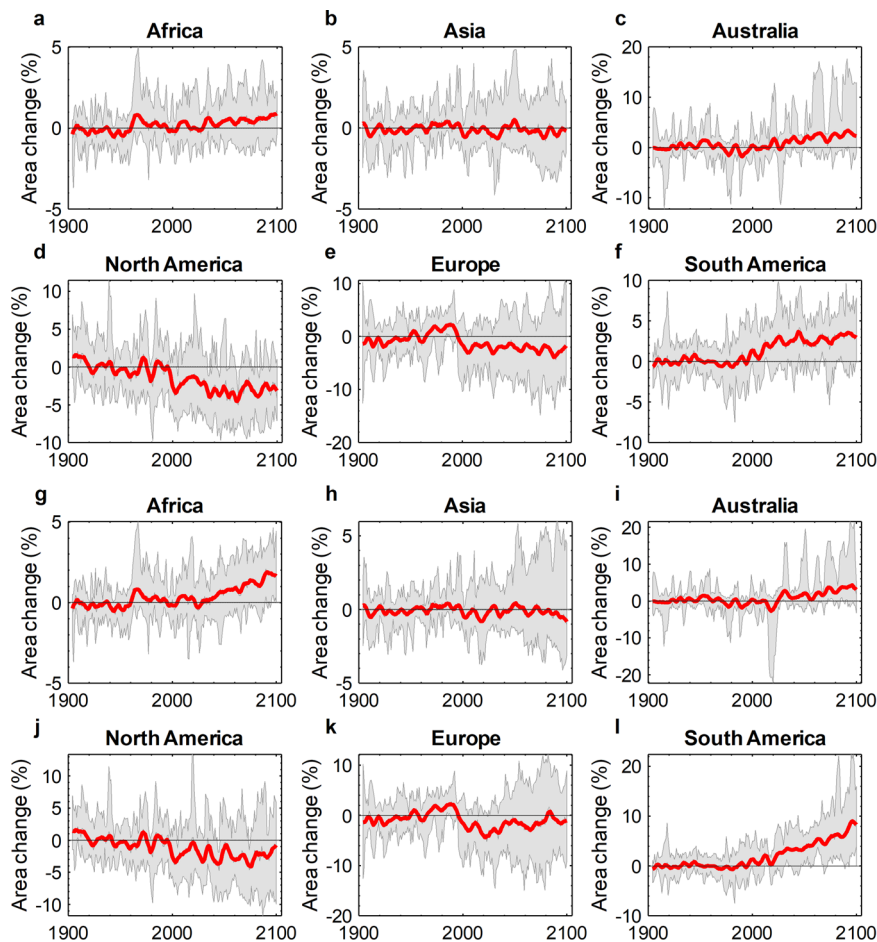 a Africa
b Asia
c Australia
Area change (%)
5
0
-5
1900 2000 2100
Area change (%)
5
0
5
1900 2000 2100
Area change (%)
20
10
0
-10
1900 2000 2100
d North America
e Europe
f South America
Area change (%)
10
5
0
-5
-10
1900 2000 2100
Area change (%)
10
0
-10
-20
1900 2000 2100
Area change (%)
10
5
0
5
-10
1900 2000 2100
g Africa
h Asia
i Australia
Area change (%)
5
0
-5
1900 2000 2100
Area change (%)
5
0
-5
1900 2000 2100
Area change (%)
20
10
0
-10
-20
1900 2000 2100
j North America
k Europe
l South America
Area change (%)
10
5
0
-5
-10
1900 2000 2100
Area change (%)
10
0
-10
-20
1900 2000 2100
Area change (%)
20
10
0
-10
1900 2000 2100